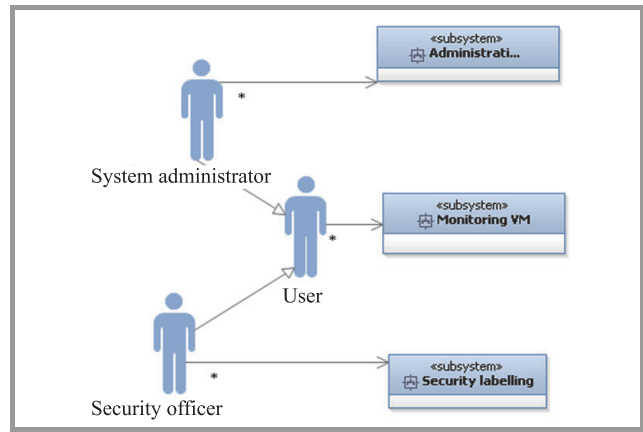 «subsystem»
Administrati...
*
System administrator
«subsystem»
Monitoring VM
*
User
«subsystem»
Security labelling
*
Security officer